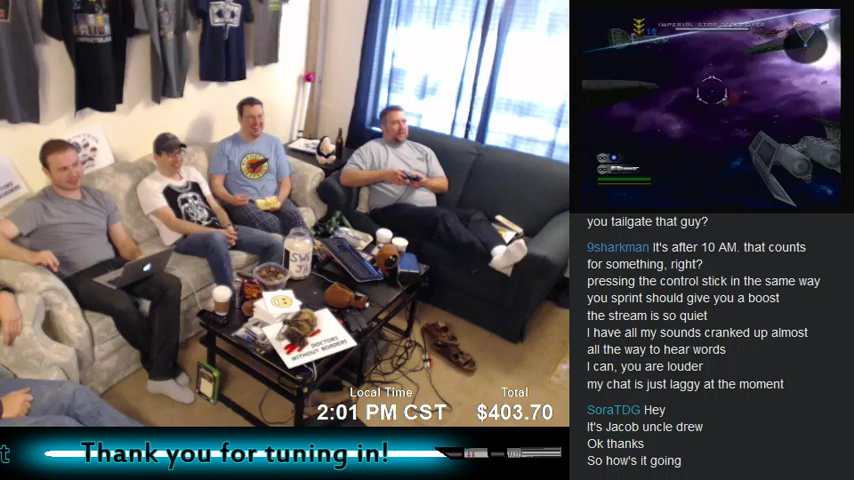 IMPERIAL STAR DESTROYER
10
you tailgate that guy?
9sharkman It's after 10 AM. that counts
for something, right?
pressing the control stick in the same way
you sprint should give you a boost
the stream is so quiet
I have all my sounds cranked up almost
all the way to hear words
I can, you are louder
my chat is just laggy at the moment
SoraTDG Hey
It's Jacob uncle drew
Ok thanks
So how's it going
DOCTORS
WITHOUT BORDERS
Local Time
2:01 PM CST
Total
$403.70
t
Thank you for tuning in!